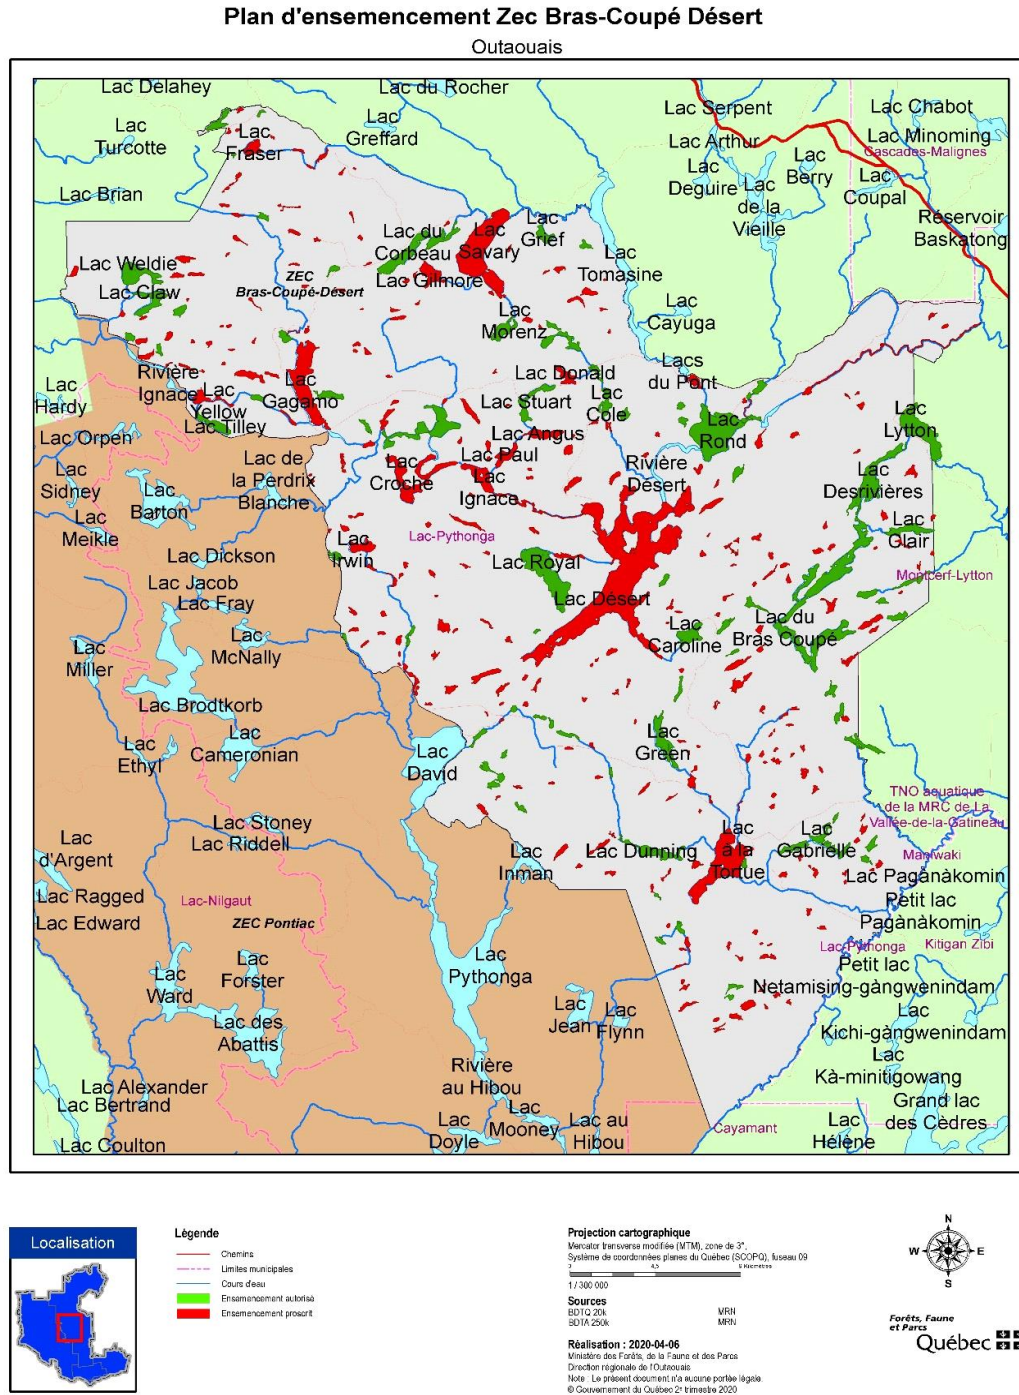 Plan d'ensemencement Zec Bras-Coupé Désert
Outaouais
Lac Delahey
Lac du Rocher
Lac
Turcotte
Lac
Greffard
Lac
Fraser
Lac Serpent
Lac Chabot
Lac Arthur
Lac Minoming
Cascades-Malignes
Lac Brian
Lac
Deguire
Lac
de la
Vieille
Lac
Berry
Lac
Coupal
Réservoir
Baskatong
Lac du
Corbeau
Lac
Savary
Lac
Grief
Lac
Tomasine
Lac Weldie
Lac Claw
ZEC
Bras-Coupé-Désert
Lac Gilmore
Lac
Morenz
Lac
Cayuga
Lac
Hardy
Rivière
Ignace
Lac
Yellow
Lac
Gagamo
Lac Tilley
Lac Donald
Lacs
du Pont
Lac Stuart
Lac
Cole
Lac
Rond
Lac
Lytton
Lac Orpen
Lac Angus
Lac Paul
Lac
Sidney
Lac
Barton
Lac de
la Perdrix
Blanche
Lac
Croche
Lac
Ignace
Rivière
Désert
Lac
Desrivières
Lac
Meikle
Lac
Clair
Lac
Irwin
Lac-Pythonga
Lac Dickson
Lac Royal
Lac Jacob
Lac Fray
Lac Désert
Montcerf-Lytton
Lac
McNally
Lac
Caroline
Lac du
Bras Coupé
Lac
Miller
Lac Brodtkorb
Lac
Ethyl
Lac
Cameronian
Lac
David
Lac
Green
TNO aquatique
de la MRC de La
Vallée-de-la-Gatineau
Lac Stoney
Lac Riddell
Lac
d'Argent
Lac
Inman
Lac Dunning
Lac
à la
Tortue
Lac
Gabrielle
Maniwaki
Lac Ragged
Lac Edward
Lac-Nilgaut
ZEC Pontiac
Lac Pagànàkomin
Petit lac
Pagànàkomin
Lac-Pythonga
Kitigan Zibi
Lac
Ward
Lac
Forster
Lac
Pythonga
Petit lac
Netamising-gàngwenindam
Lac des
Abattis
Lac
Jean
Lac
Flynn
Lac
Kichi-gàngwenindam
Rivière
au Hibou
Lac
Kà-minitigowang
Lac Alexander
Lac Bertrand
Grand lac
des Cèdres
Lac Coulton
Lac
Doyle
Lac
Mooney
Lac au
Hibou
Cayamant
Lac
Hélène
Localisation
Légende
Chemins
Limites municipales
Cours d'eau
Ensemencement autorisé
Ensemencement proscrit
Projection cartographique
Mercator transverse modifiée (MTM), zone de 3°,
Système de coordonnées planes du Québec (SCOPQ), fuseau 09
4,5 Kilomètres
1 / 300 000
Sources
BDTQ 20k MRN
BDTA 250k MRN
Réalisation : 2020-04-06
Ministère des Forêts, de la Faune et des Parcs
Direction régionale de l'Outaouais
Note : Le présent document n'a aucune portée légale.
© Gouvernement du Québec 2e trimestre 2020
N
W E
S
Forêts, Faune
et Parcs
Québec